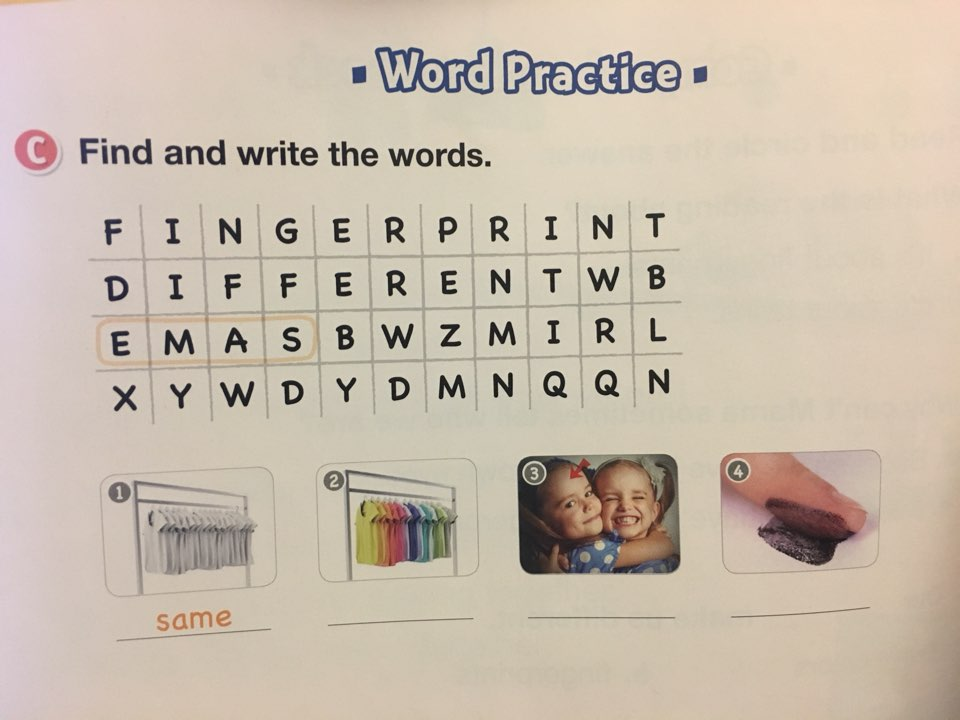 Word Practice
C Find and write the words.
F I N G E R P R I N T
D I F F E R E N T W B
E M A S B W Z M I R L
X Y W D Y D M N Q Q N
1 2 3 4
same